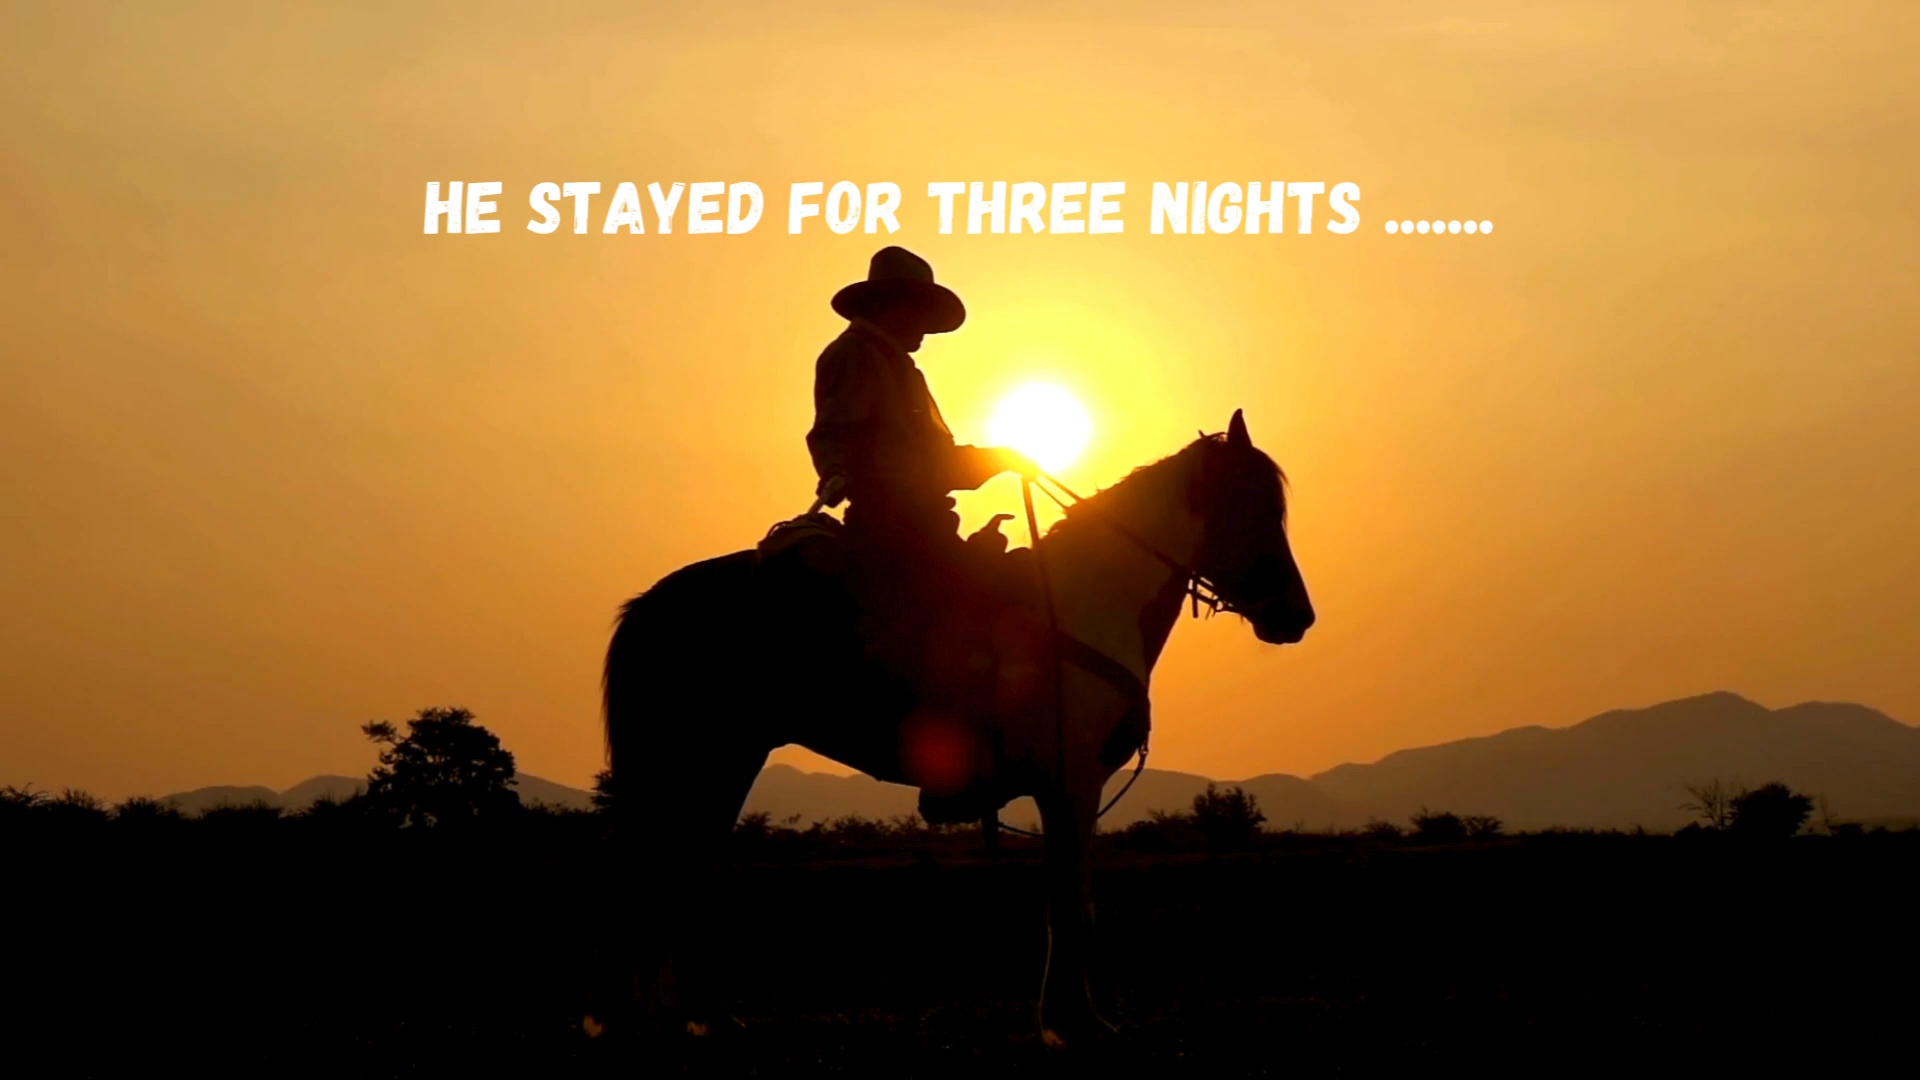 HE STAYED FOR THREE NIGHTS .......